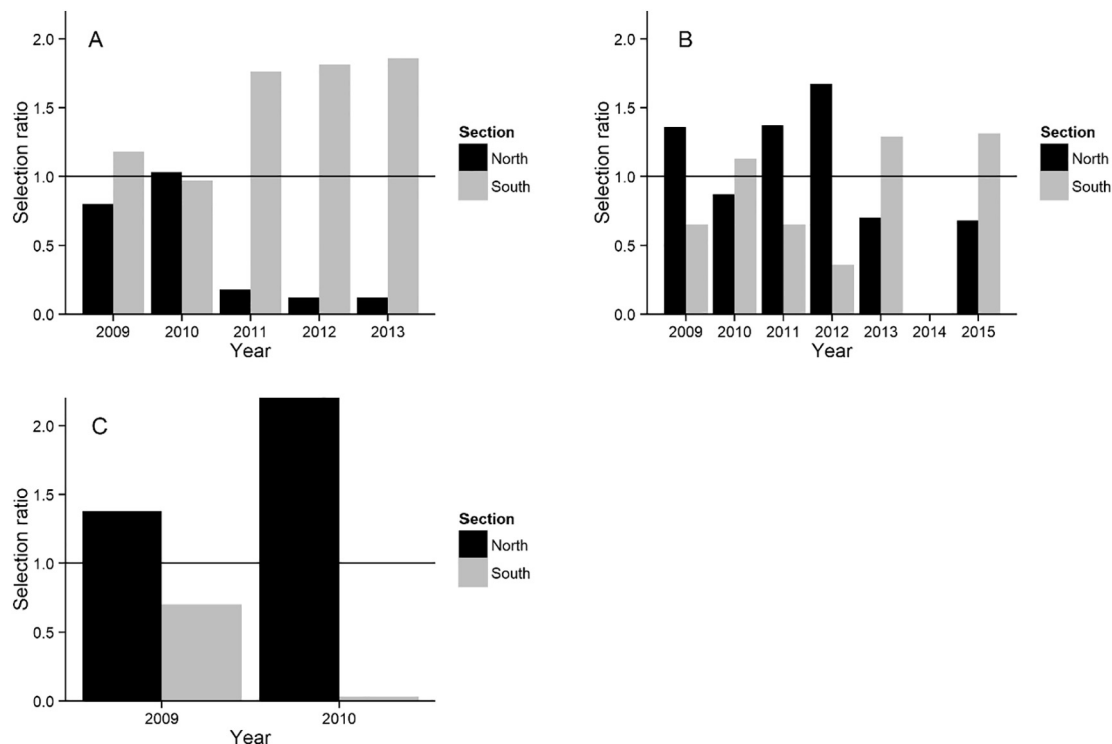 A
2.0
1.5
1.0
0.5
0.0
Selection ratio
2009 2010 2011 2012 2013
Year
Section
North
South
B
2.0
1.5
1.0
0.5
0.0
Selection ratio
2009 2010 2011 2012 2013 2014 2015
Year
Section
North
South
C
2.0
1.5
1.0
0.5
0.0
Selection ratio
2009 2010
Year
Section
North
South